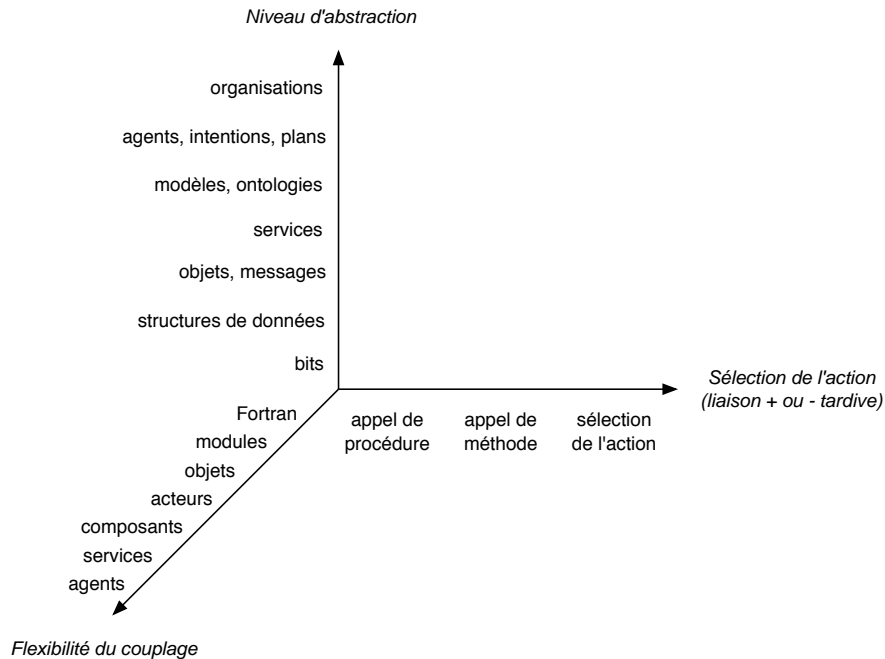 Niveau d'abstraction
organisations
agents, intentions, plans
modèles, ontologies
services
objets, messages
structures de données
bits
Sélection de l'action
(liaison + ou - tardive)
appel de
procédure
appel de
méthode
sélection
de l'action
Fortran
modules
objets
acteurs
composants
services
agents
Flexibilité du couplage